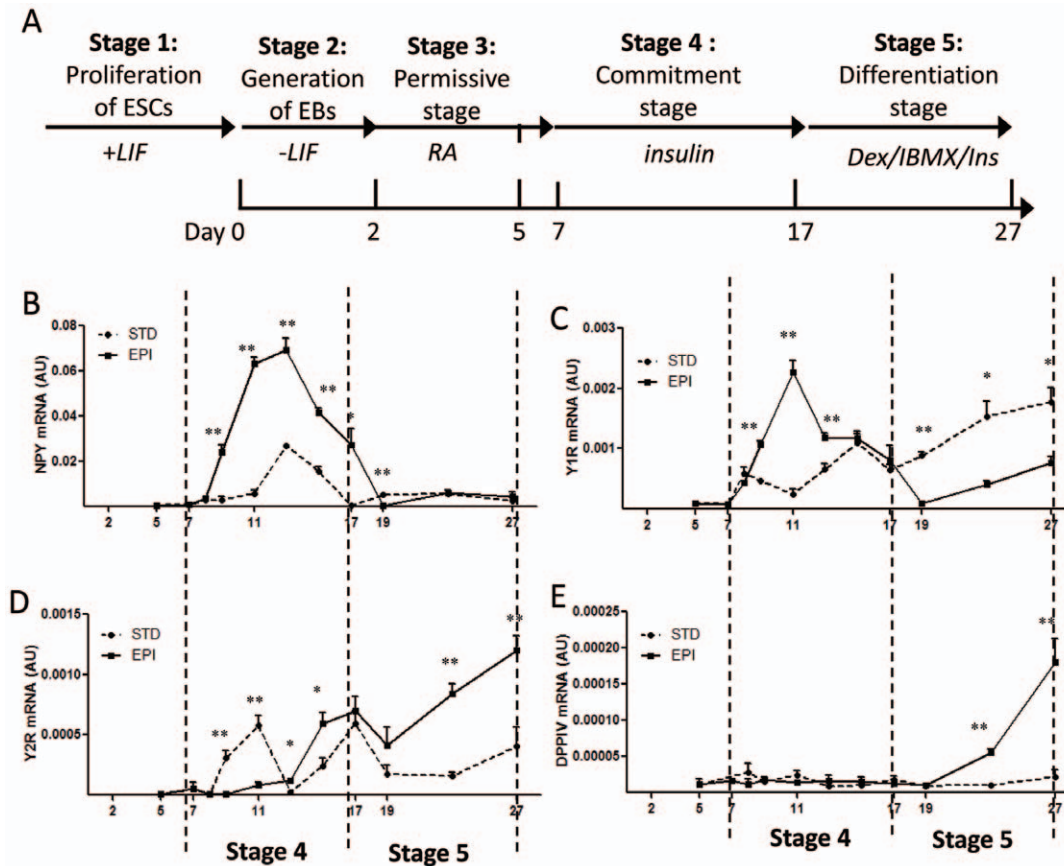 A
Stage 1:
Proliferation
of ESCs
+LIF
Stage 2:
Generation
of EBs
-LIF
Stage 3:
Permissive
stage
RA
Stage 4 :
Commitment
stage
insulin
Stage 5:
Differentiation
stage
Dex/IBMX/Ins
Day 0 2 5 7 17 27
B
NPY mRNA (AU)
0.08
0.06
0.04
0.02
STD
EPI
** ** ** ** * **
2 5 7 11 17 19 27
C
Y1R mRNA (AU)
0.003
0.002
0.001
STD
EPI
** ** ** ** * *
2 5 7 11 17 19 27
D
Y2R mRNA (AU)
0.0015
0.0010
0.0005
STD
EPI
** ** * * ** **
2 5 7 11 17 19 27
Stage 4 Stage 5
E
DPPIV mRNA (AU)
0.00025
0.00020
0.00015
0.00010
0.00005
STD
EPI
** **
2 5 7 11 17 19 27
Stage 4 Stage 5